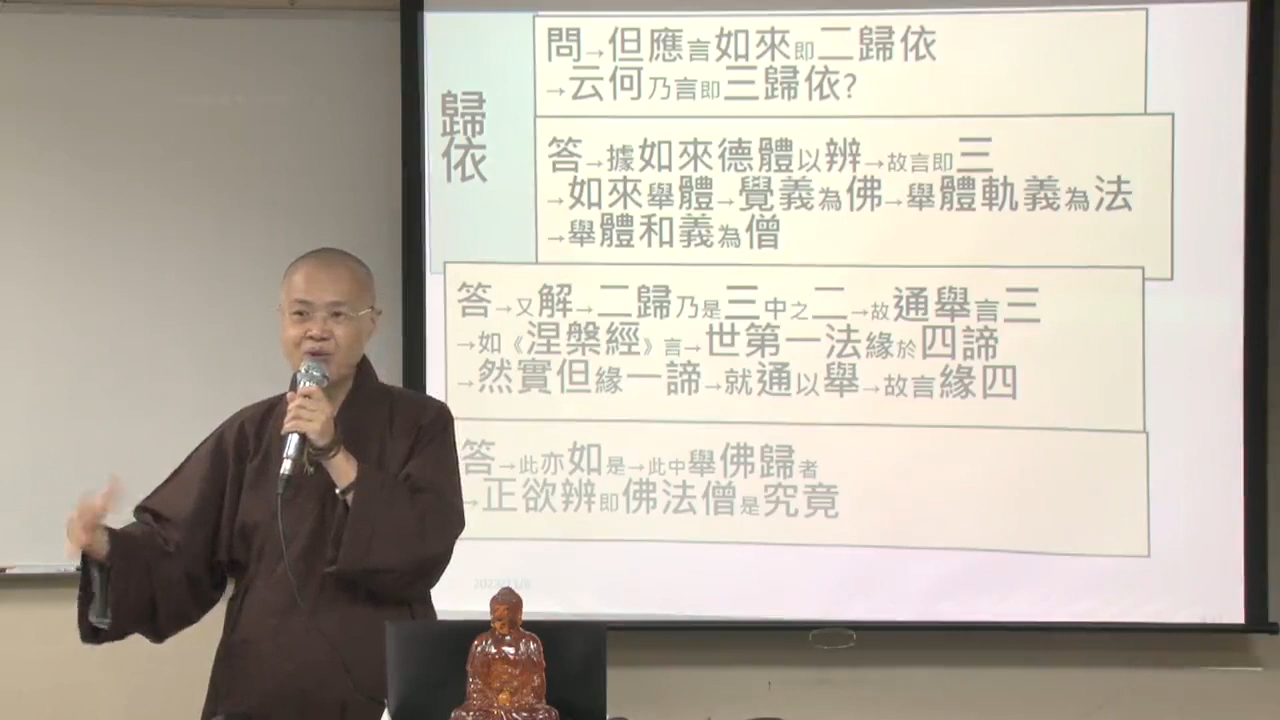 歸依
問→但應言如來即二歸依
→云何乃言即三歸依?
答→據如來德體以辨→故言即三
→如來舉體→覺義為佛→舉體軌義為法
→舉體和義為僧
答→又解→二歸乃是三中之二→故通舉言三
→如《涅槃經》言→世第一法緣於四諦
→然實但緣一諦→就通以舉→故言緣四
答→此亦如是→此中舉佛歸者
→正欲辨即佛法僧是究竟